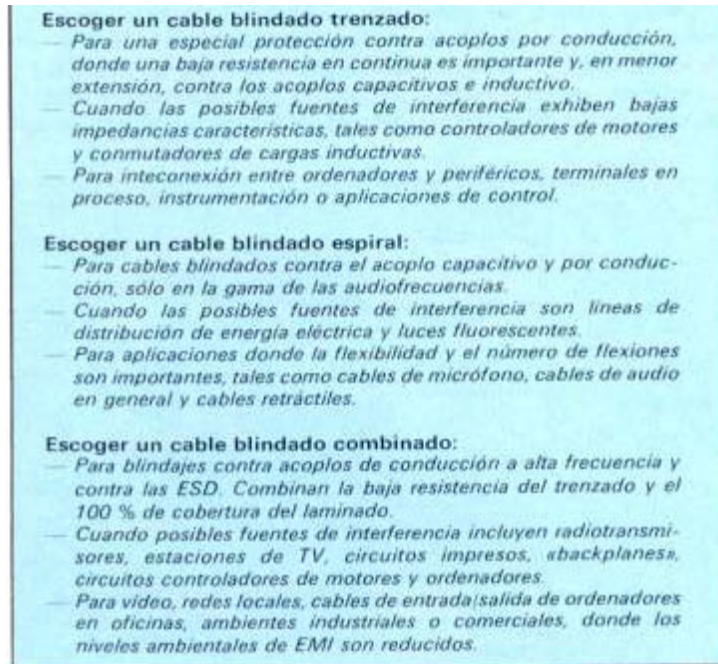 Escoger un cable blindado trenzado:
— Para una especial protección contra acoplos por conducción,
donde una baja resistencia en continua es importante y, en menor
extensión, contra los acoplos capacitivos e inductivo.
— Cuando las posibles fuentes de interferencia exhiben bajas
impedancias características, tales como controladores de motores
y conmutadores de cargas inductivas.
— Para inteconexión entre ordenadores y periféricos, terminales en
proceso, instrumentación o aplicaciones de control.
Escoger un cable blindado espiral:
— Para cables blindados contra el acoplo capacitivo y por conduc-
ción, sólo en la gama de las audiofrecuencias.
— Cuando las posibles fuentes de interferencia son líneas de
distribución de energía eléctrica y luces fluorescentes.
— Para aplicaciones donde la flexibilidad y el número de flexiones
son importantes, tales como cables de micrófono, cables de audio
en general y cables retráctiles.
Escoger un cable blindado combinado:
— Para blindajes contra acoplos de conducción a alta frecuencia y
contra las ESD. Combinan la baja resistencia del trenzado y el
100 % de cobertura del laminado.
— Cuando posibles fuentes de interferencia incluyen radiotransmi-
sores, estaciones de TV, circuitos impresos, «backplanes»,
circuitos controladores de motores y ordenadores.
— Para vídeo, redes locales, cables de entrada/salida de ordenadores
en oficinas, ambientes industriales o comerciales, donde los
niveles ambientales de EMI son reducidos.